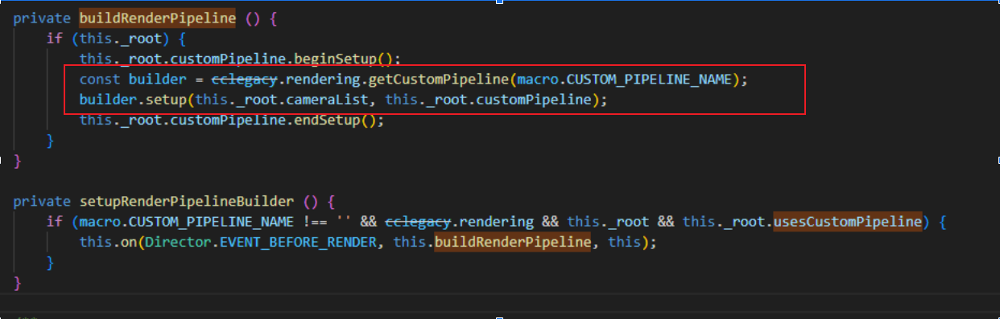 private buildRenderPipeline () {
if (this._root) {
this._root.customPipeline.beginSetup();
const builder = cclegacy.rendering.getCustomPipeline(macro.CUSTOM_PIPELINE_NAME);
builder.setup(this._root.cameraList, this._root.customPipeline);
this._root.customPipeline.endSetup();
}
}
private setupRenderPipelineBuilder () {
if (macro.CUSTOM_PIPELINE_NAME !== '' && cclegacy.rendering && this._root && this._root.usesCustomPipeline) {
this.on(Director.EVENT_BEFORE_RENDER, this.buildRenderPipeline, this);
}
}